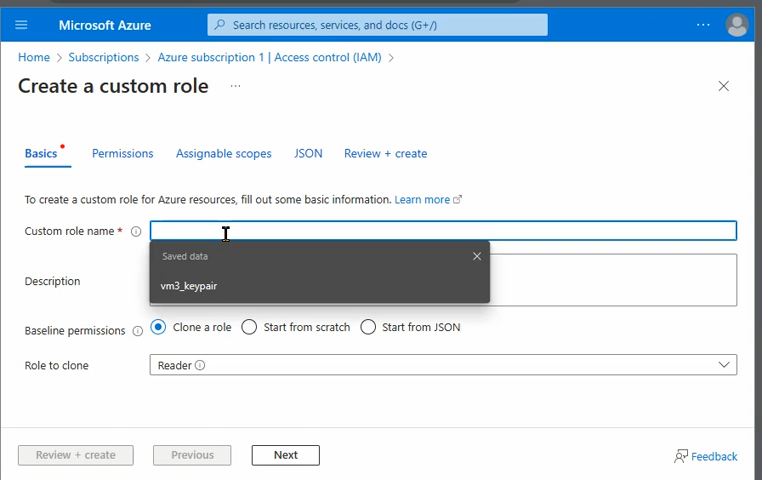 Microsoft Azure
Search resources, services, and docs (G+/)
Home > Subscriptions > Azure subscription 1 | Access control (IAM) >
Create a custom role ...
Basics Permissions Assignable scopes JSON Review + create
To create a custom role for Azure resources, fill out some basic information. Learn more
Custom role name *
Saved data
vm3_keypair
Description
Baseline permissions Clone a role Start from scratch Start from JSON
Role to clone Reader
Review + create Previous Next Feedback